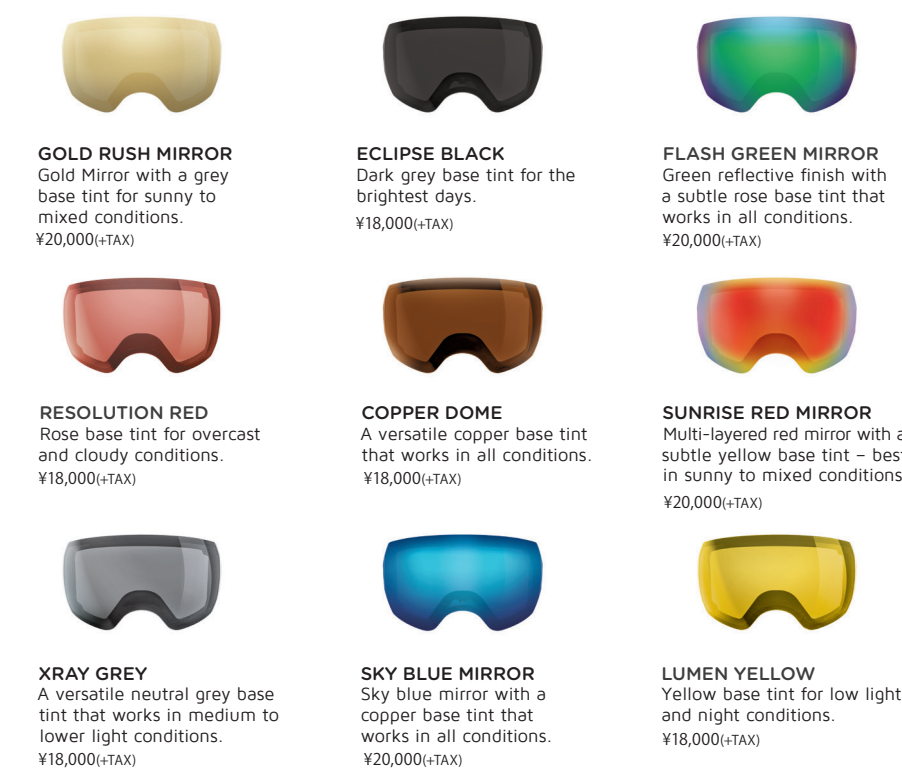 GOLD RUSH MIRROR
Gold Mirror with a grey
base tint for sunny to
mixed conditions.
¥20,000(+TAX)
ECLIPSE BLACK
Dark grey base tint for the
brightest days.
¥18,000(+TAX)
FLASH GREEN MIRROR
Green reflective finish with
a subtle rose base tint that
works in all conditions.
¥20,000(+TAX)
RESOLUTION RED
Rose base tint for overcast
and cloudy conditions.
¥18,000(+TAX)
COPPER DOME
A versatile copper base tint
that works in all conditions.
¥18,000(+TAX)
SUNRISE RED MIRROR
Multi-layered red mirror with a
subtle yellow base tint – best
in sunny to mixed conditions
¥20,000(+TAX)
XRAY GREY
A versatile neutral grey base
tint that works in medium to
lower light conditions.
¥18,000(+TAX)
SKY BLUE MIRROR
Sky blue mirror with a
copper base tint that
works in all conditions.
¥20,000(+TAX)
LUMEN YELLOW
Yellow base tint for low light
and night conditions.
¥18,000(+TAX)